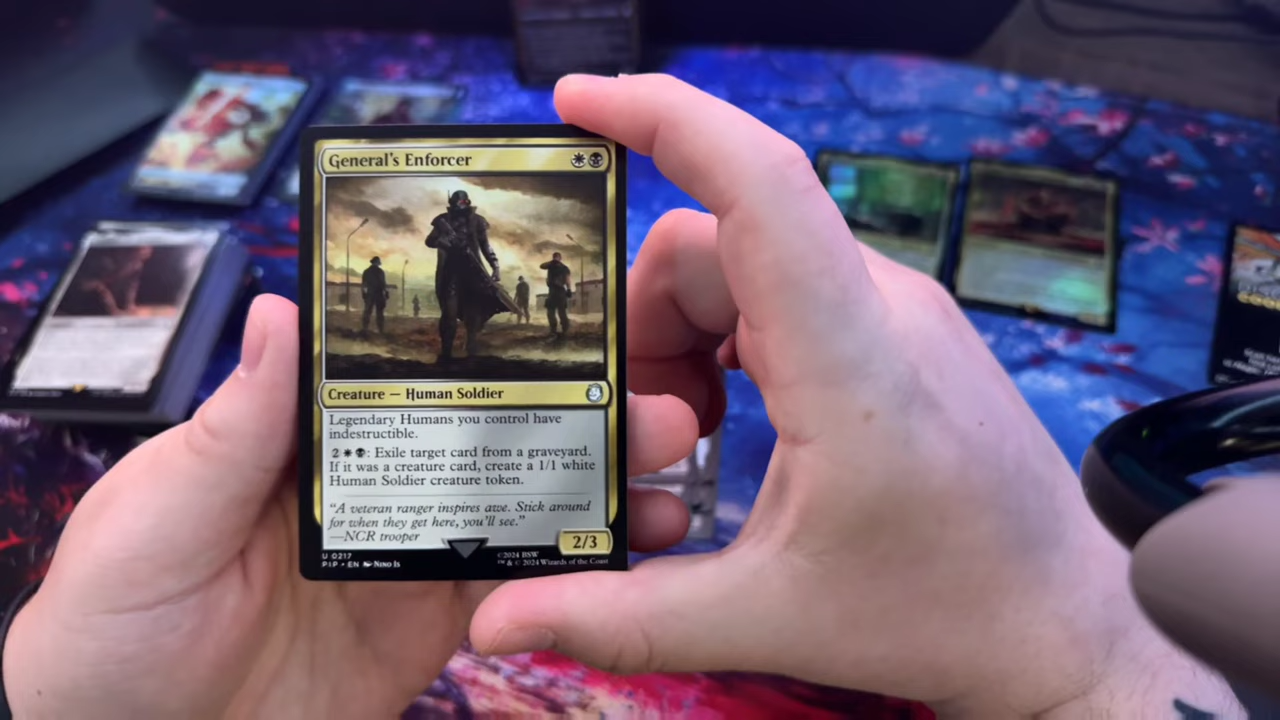 General's Enforcer
Creature — Human Soldier
Legendary Humans you control have
indestructible.
2: Exile target card from a graveyard.
If it was a creature card, create a 1/1 white
Human Soldier creature token.
“A veteran ranger inspires awe. Stick around
for when they get here, you’ll see.”
—NCR trooper
2/3
U 0217
PIP • EN Nino Is
©2024 BSW
™ & © 2024 Wizards of the Coast